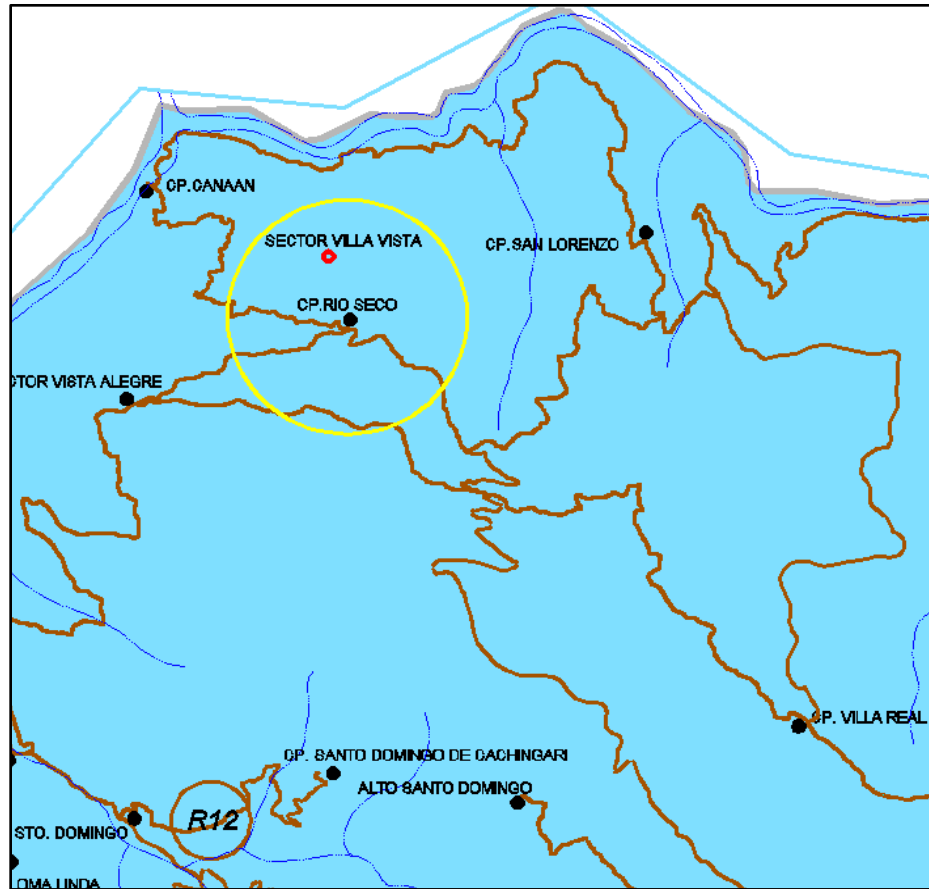 CP.CANAAN
SECTOR VILLA VISTA
CP.SAN LORENZO
CP.RIO SECO
CTOR VISTA ALEGRE
CP. VILLA REAL
CP. SANTO DOMINGO DE CACHINGARI
ALTO SANTO DOMINGO
R12
STO. DOMINGO
OMA LINDA